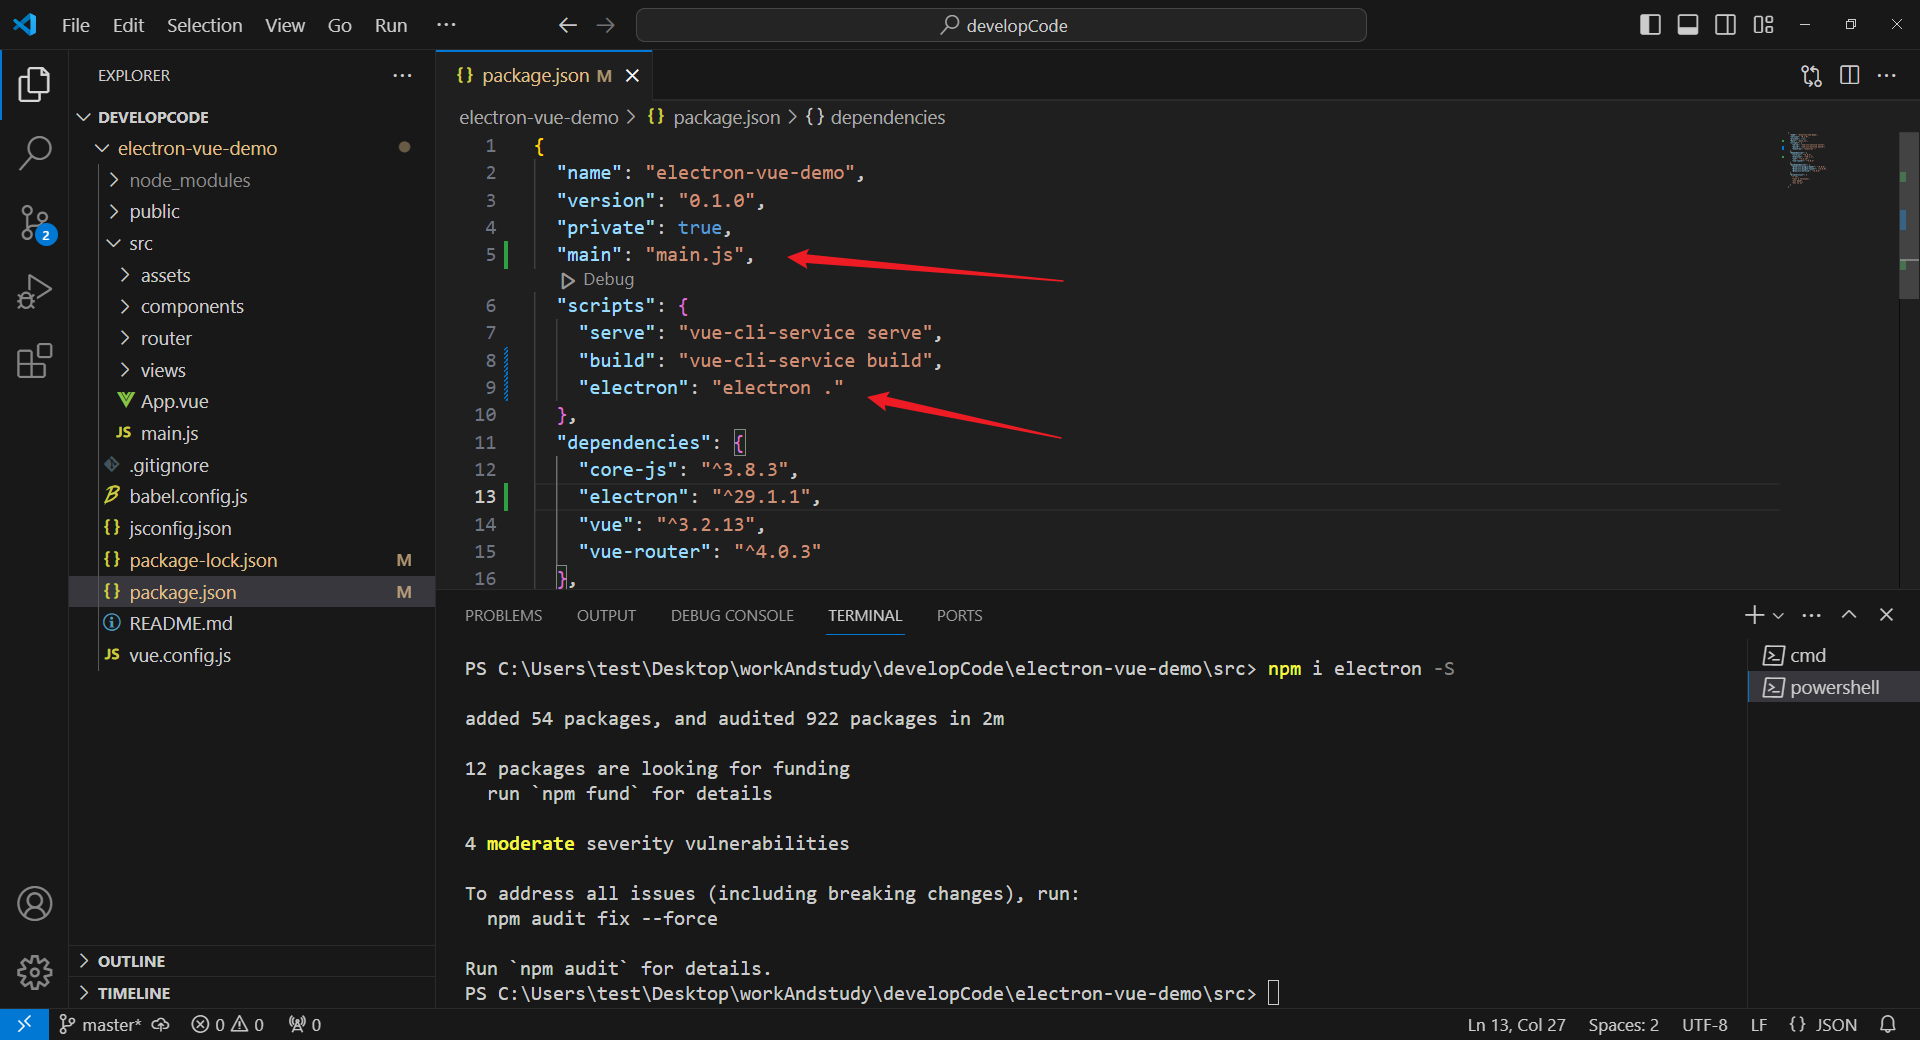 File Edit Selection View Go Run ···
developCode
EXPLORER
DEVELOPCODE
electron-vue-demo
node_modules
public
src
assets
components
router
views
App.vue
JS main.js
.gitignore
babel.config.js
{} jsconfig.json
{} package-lock.json M
{} package.json M
README.md
JS vue.config.js
OUTLINE
TIMELINE
{} package.json M
electron-vue-demo > {} package.json > {} dependencies
1 {
2 "name": "electron-vue-demo",
3 "version": "0.1.0",
4 "private": true,
5 "main": "main.js",
Debug
6 "scripts": {
7 "serve": "vue-cli-service serve",
8 "build": "vue-cli-service build",
9 "electron": "electron ."
10 },
11 "dependencies": {
12 "core-js": "^3.8.3",
13 "electron": "^29.1.1",
14 "vue": "^3.2.13",
15 "vue-router": "^4.0.3"
16 },
PROBLEMS OUTPUT DEBUG CONSOLE TERMINAL PORTS
PS C:\Users\test\Desktop\workAndstudy\developCode\electron-vue-demo\src> npm i electron -S
added 54 packages, and audited 922 packages in 2m
12 packages are looking for funding
run `npm fund` for details
4 moderate severity vulnerabilities
To address all issues (including breaking changes), run:
npm audit fix --force
Run `npm audit` for details.
PS C:\Users\test\Desktop\workAndstudy\developCode\electron-vue-demo\src>
cmd
powershell
2
master* 0 0 0
Ln 13, Col 27 Spaces: 2 UTF-8 LF {} JSON